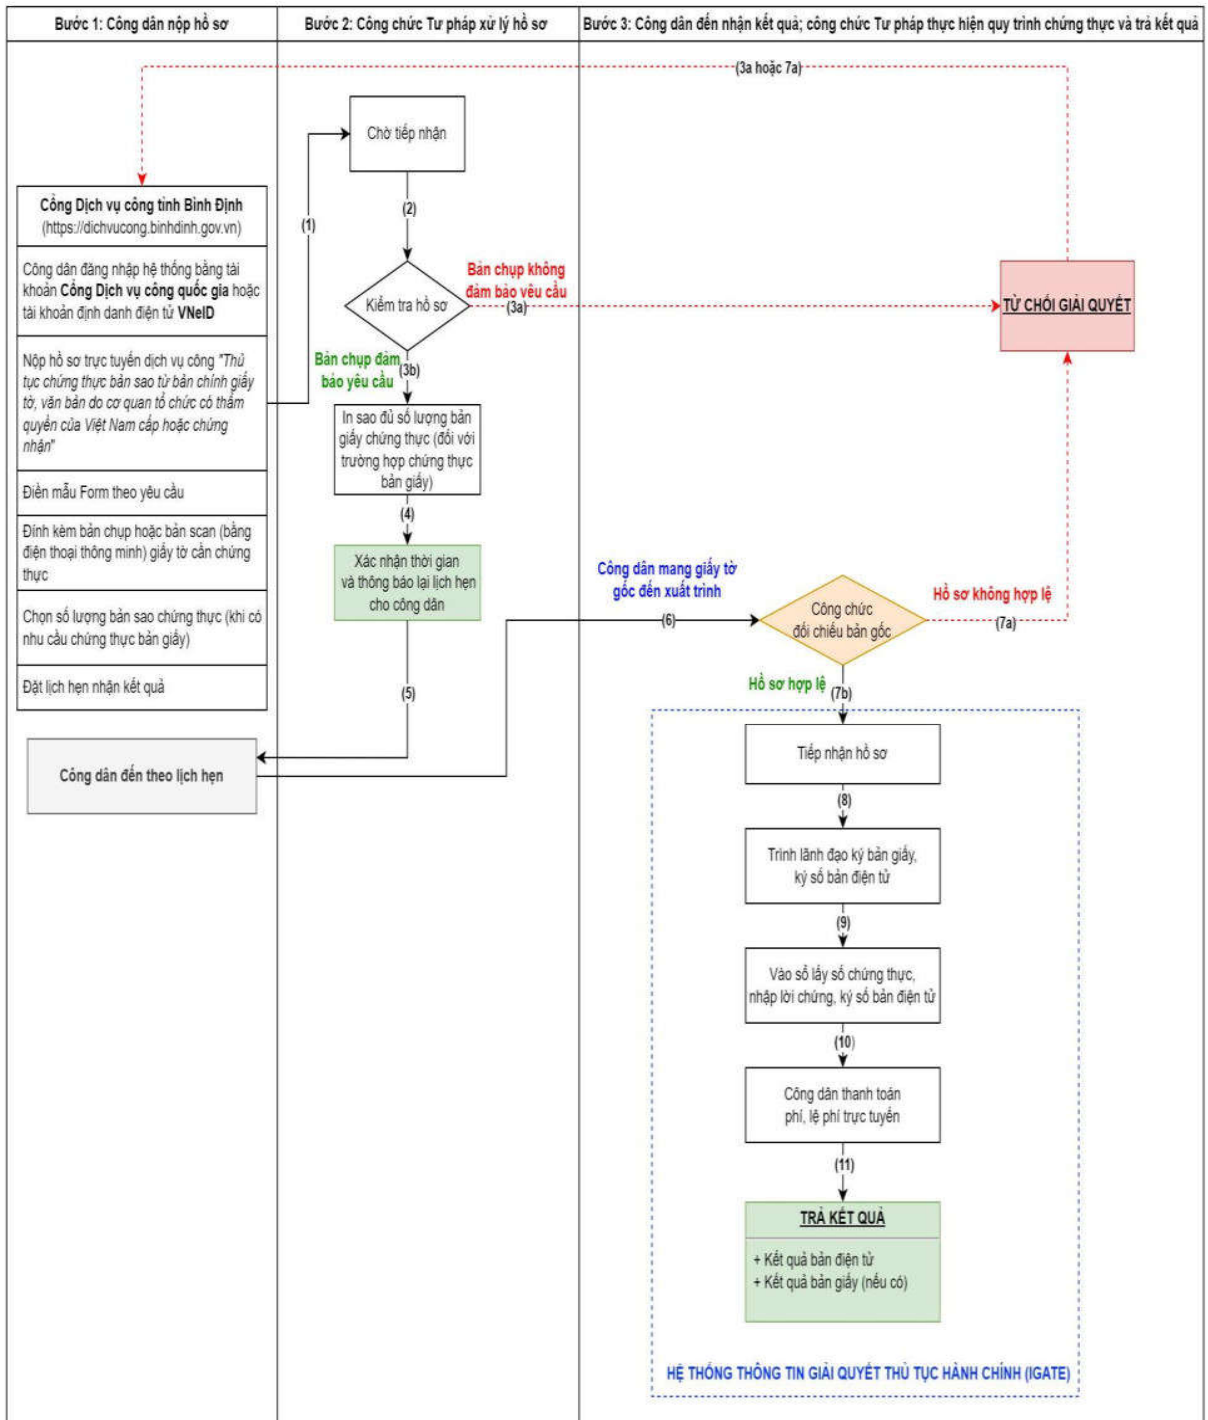 Bước 1: Công dân nộp hồ sơ
Bước 2: Công chức Tư pháp xử lý hồ sơ
Bước 3: Công dân đến nhận kết quả; công chức Tư pháp thực hiện quy trình chứng thực và trả kết quả
(3a hoặc 7a)
Cổng Dịch vụ công tỉnh Bình Định
(https://dichvucong.binhdinh.gov.vn)
Công dân đăng nhập hệ thống bằng tài
khoản Cổng Dịch vụ công quốc gia hoặc
tài khoản định danh điện tử VNeID
Nộp hồ sơ trực tuyến dịch vụ công "Thủ
tục chứng thực bản sao từ bản chính giấy
tờ, văn bản do cơ quan tổ chức có thẩm
quyền của Việt Nam cấp hoặc chứng
nhận"
Điền mẫu Form theo yêu cầu
Đính kèm bản chụp hoặc bản scan (bằng
điện thoại thông minh) giấy tờ cần chứng
thực
Chọn số lượng bản sao chứng thực (khi có
nhu cầu chứng thực bản giấy)
Đặt lịch hẹn nhận kết quả
Công dân đến theo lịch hẹn
(1)
Chờ tiếp nhận
(2)
Kiểm tra hồ sơ
Bản chụp không
đảm bảo yêu cầu
(3a)
Bản chụp đảm
bảo yêu cầu
(3b)
In sao đủ số lượng bản
giấy chứng thực (đối với
trường hợp chứng thực
bản giấy)
(4)
Xác nhận thời gian
và thông báo lại lịch hẹn
cho công dân
(5)
TỪ CHỐI GIẢI QUYẾT
Công dân mang giấy tờ
gốc đến xuất trình
(6)
Công chức
đối chiếu bản gốc
Hồ sơ không hợp lệ
(7a)
Hồ sơ hợp lệ
(7b)
Tiếp nhận hồ sơ
(8)
Trình lãnh đạo ký bản giấy,
ký số bản điện tử
(9)
Vào sổ lấy số chứng thực,
nhập lời chứng, ký số bản điện tử
(10)
Công dân thanh toán
phí, lệ phí trực tuyến
(11)
TRẢ KẾT QUẢ
+ Kết quả bản điện tử
+ Kết quả bản giấy (nếu có)
HỆ THỐNG THÔNG TIN GIẢI QUYẾT THỦ TỤC HÀNH CHÍNH (IGATE)